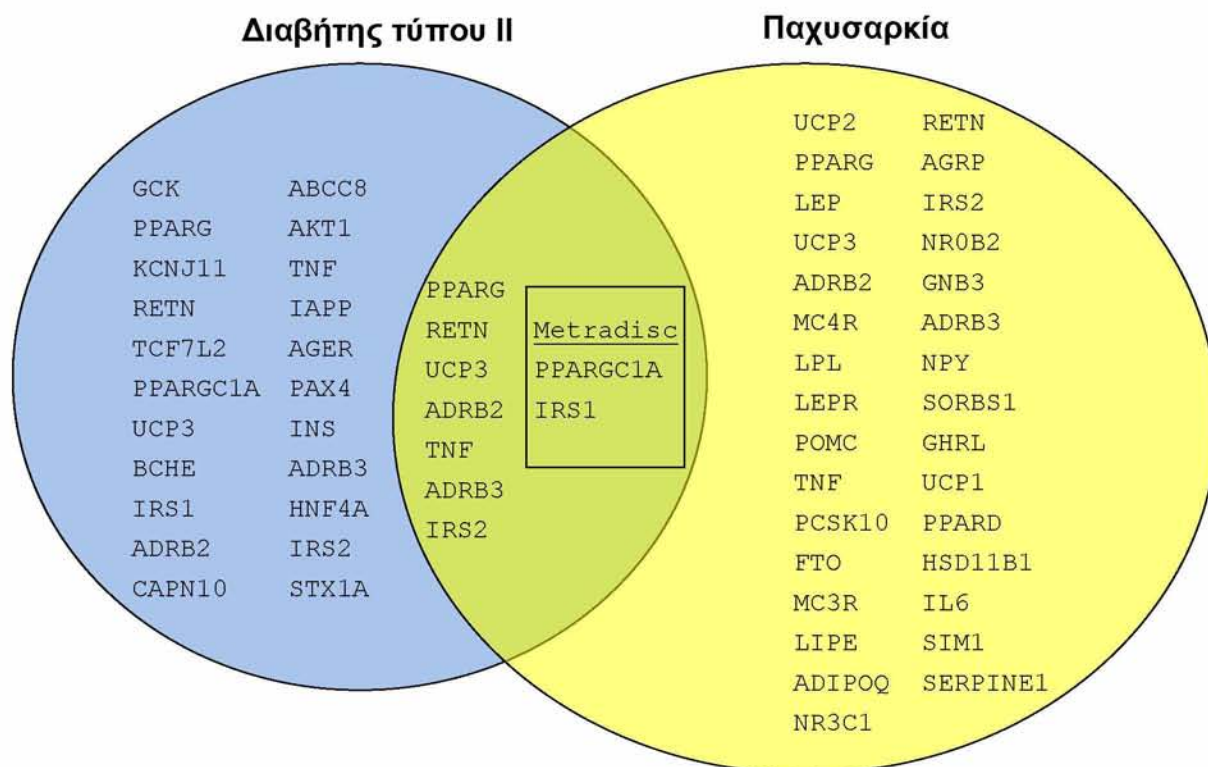 Διαβήτης τύπου II
Παχυσαρκία
GCK ABCC8
PPARG AKT1
KCNJ11 TNF
RETN IAPP
TCF7L2 AGER
PPARGC1A PAX4
UCP3 INS
BCHE ADRB3
IRS1 HNF4A
ADRB2 IRS2
CAPN10 STX1A
PPARG
RETN
UCP3
ADRB2
TNF
ADRB3
IRS2
Metradisc
PPARGC1A
IRS1
UCP2 RETN
PPARG AGRP
LEP IRS2
UCP3 NR0B2
ADRB2 GNB3
MC4R ADRB3
LPL NPY
LEPR SORBS1
POMC GHRL
TNF UCP1
PCSK10 PPARD
FTO HSD11B1
MC3R IL6
LIPE SIM1
ADIPOQ SERPINE1
NR3C1